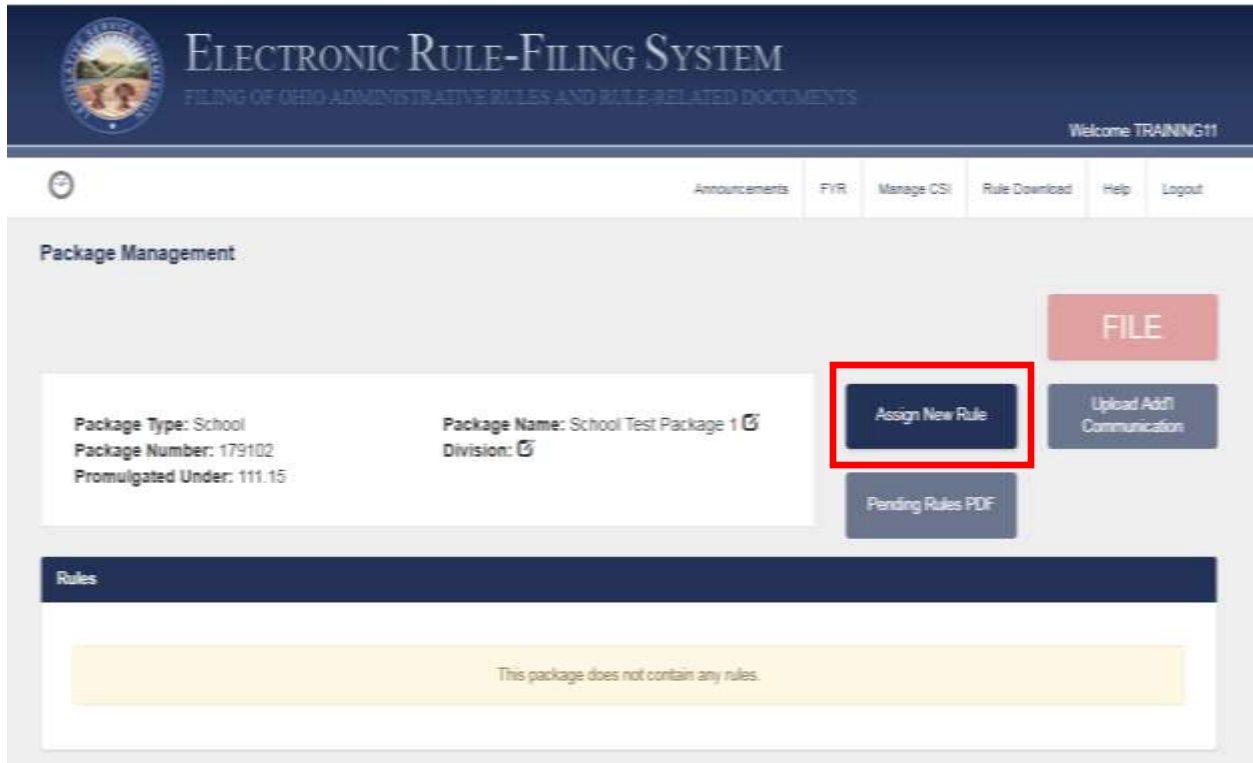 ELECTRONIC RULE-FILING SYSTEM
FILING OF OHIO ADMINISTRATIVE RULES AND RULE-RELATED DOCUMENTS
Welcome TRAINING11
Announcements FYR Manage CSI Rule Download Help Logout
Package Management
FILE
Package Type: School
Package Number: 179102
Promulgated Under: 111.15
Package Name: School Test Package 1
Division:
Assign New Rule
Upload Add'l
Communication
Pending Rules PDF
Rules
This package does not contain any rules.